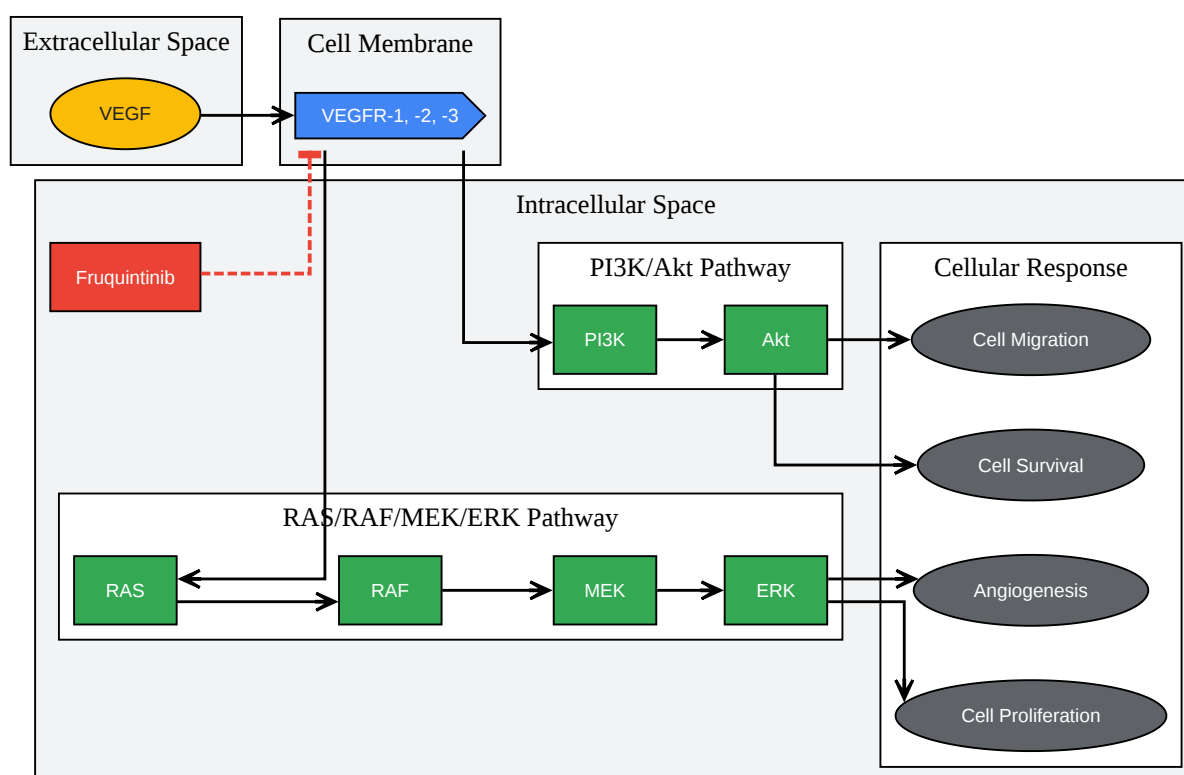 Extracellular Space
Cell Membrane
VEGF
VEGFR-1, -2, -3
Intracellular Space
Fruquintinib
PI3K/Akt Pathway
Cellular Response
PI3K
Akt
Cell Migration
Cell Survival
RAS/RAF/MEK/ERK Pathway
RAS
RAF
MEK
ERK
Angiogenesis
Cell Proliferation